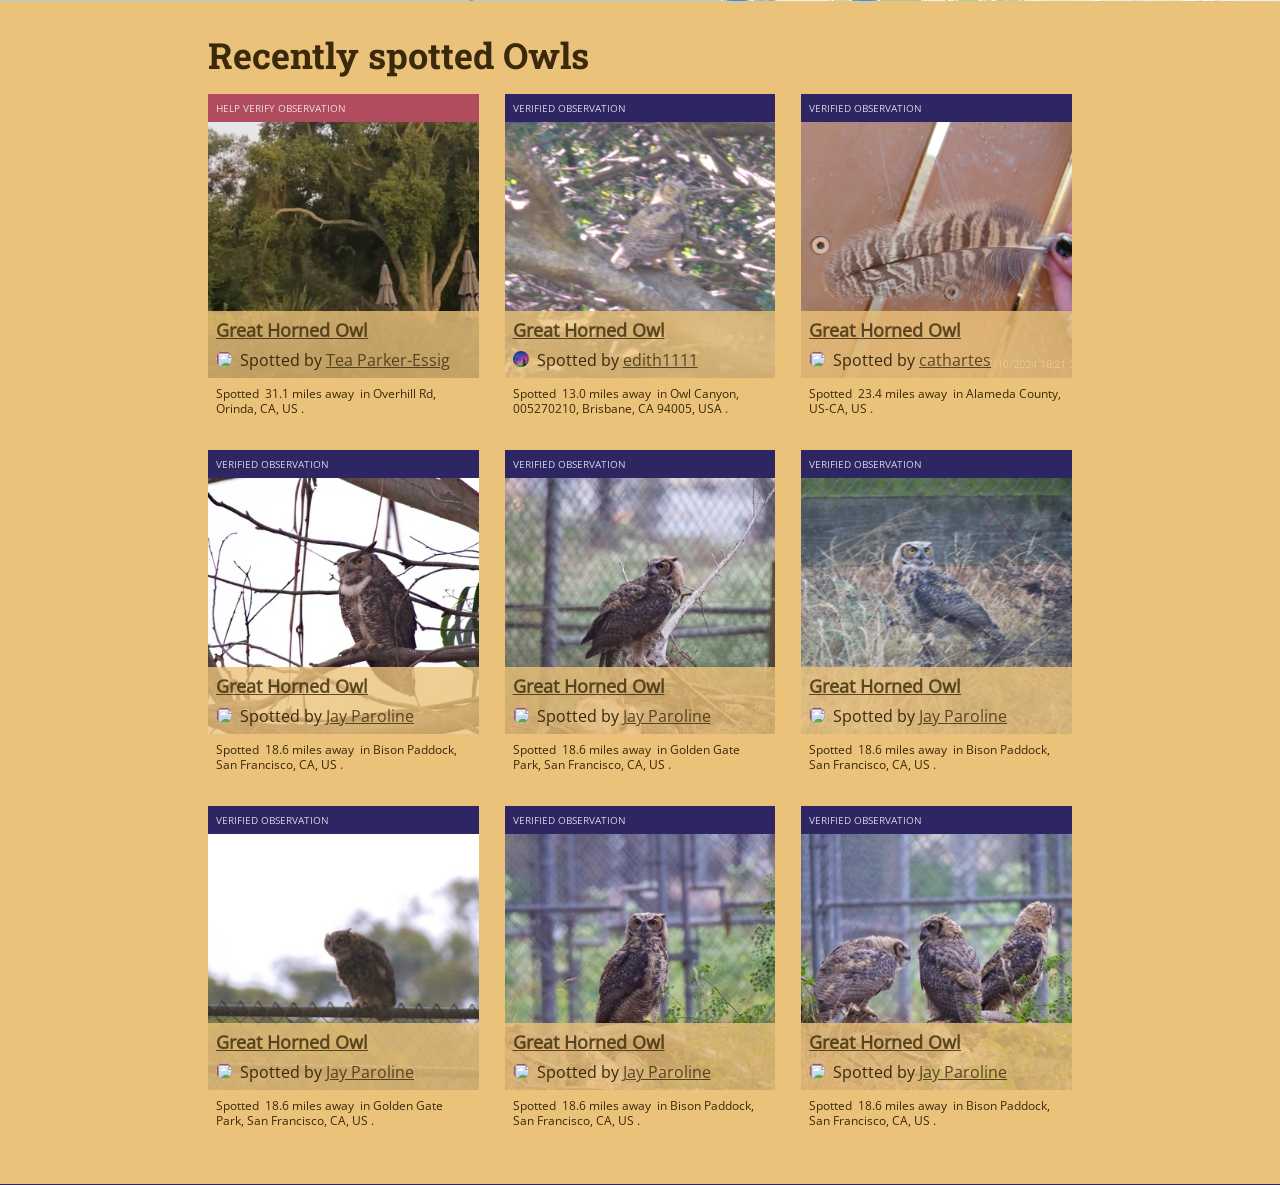 Recently spotted Owls
HELP VERIFY OBSERVATION
Great Horned Owl
Spotted by Tea Parker-Essig
Spotted 31.1 miles away in Overhill Rd,
Orinda, CA, US .
VERIFIED OBSERVATION
Great Horned Owl
Spotted by edith1111
Spotted 13.0 miles away in Owl Canyon,
005270210, Brisbane, CA 94005, USA .
VERIFIED OBSERVATION
Great Horned Owl
Spotted by cathartes
Spotted 23.4 miles away in Alameda County,
US-CA, US .
VERIFIED OBSERVATION
Great Horned Owl
Spotted by Jay Paroline
Spotted 18.6 miles away in Bison Paddock,
San Francisco, CA, US .
VERIFIED OBSERVATION
Great Horned Owl
Spotted by Jay Paroline
Spotted 18.6 miles away in Golden Gate
Park, San Francisco, CA, US .
VERIFIED OBSERVATION
Great Horned Owl
Spotted by Jay Paroline
Spotted 18.6 miles away in Bison Paddock,
San Francisco, CA, US .
VERIFIED OBSERVATION
Great Horned Owl
Spotted by Jay Paroline
Spotted 18.6 miles away in Golden Gate
Park, San Francisco, CA, US .
VERIFIED OBSERVATION
Great Horned Owl
Spotted by Jay Paroline
Spotted 18.6 miles away in Bison Paddock,
San Francisco, CA, US .
VERIFIED OBSERVATION
Great Horned Owl
Spotted by Jay Paroline
Spotted 18.6 miles away in Bison Paddock,
San Francisco, CA, US .